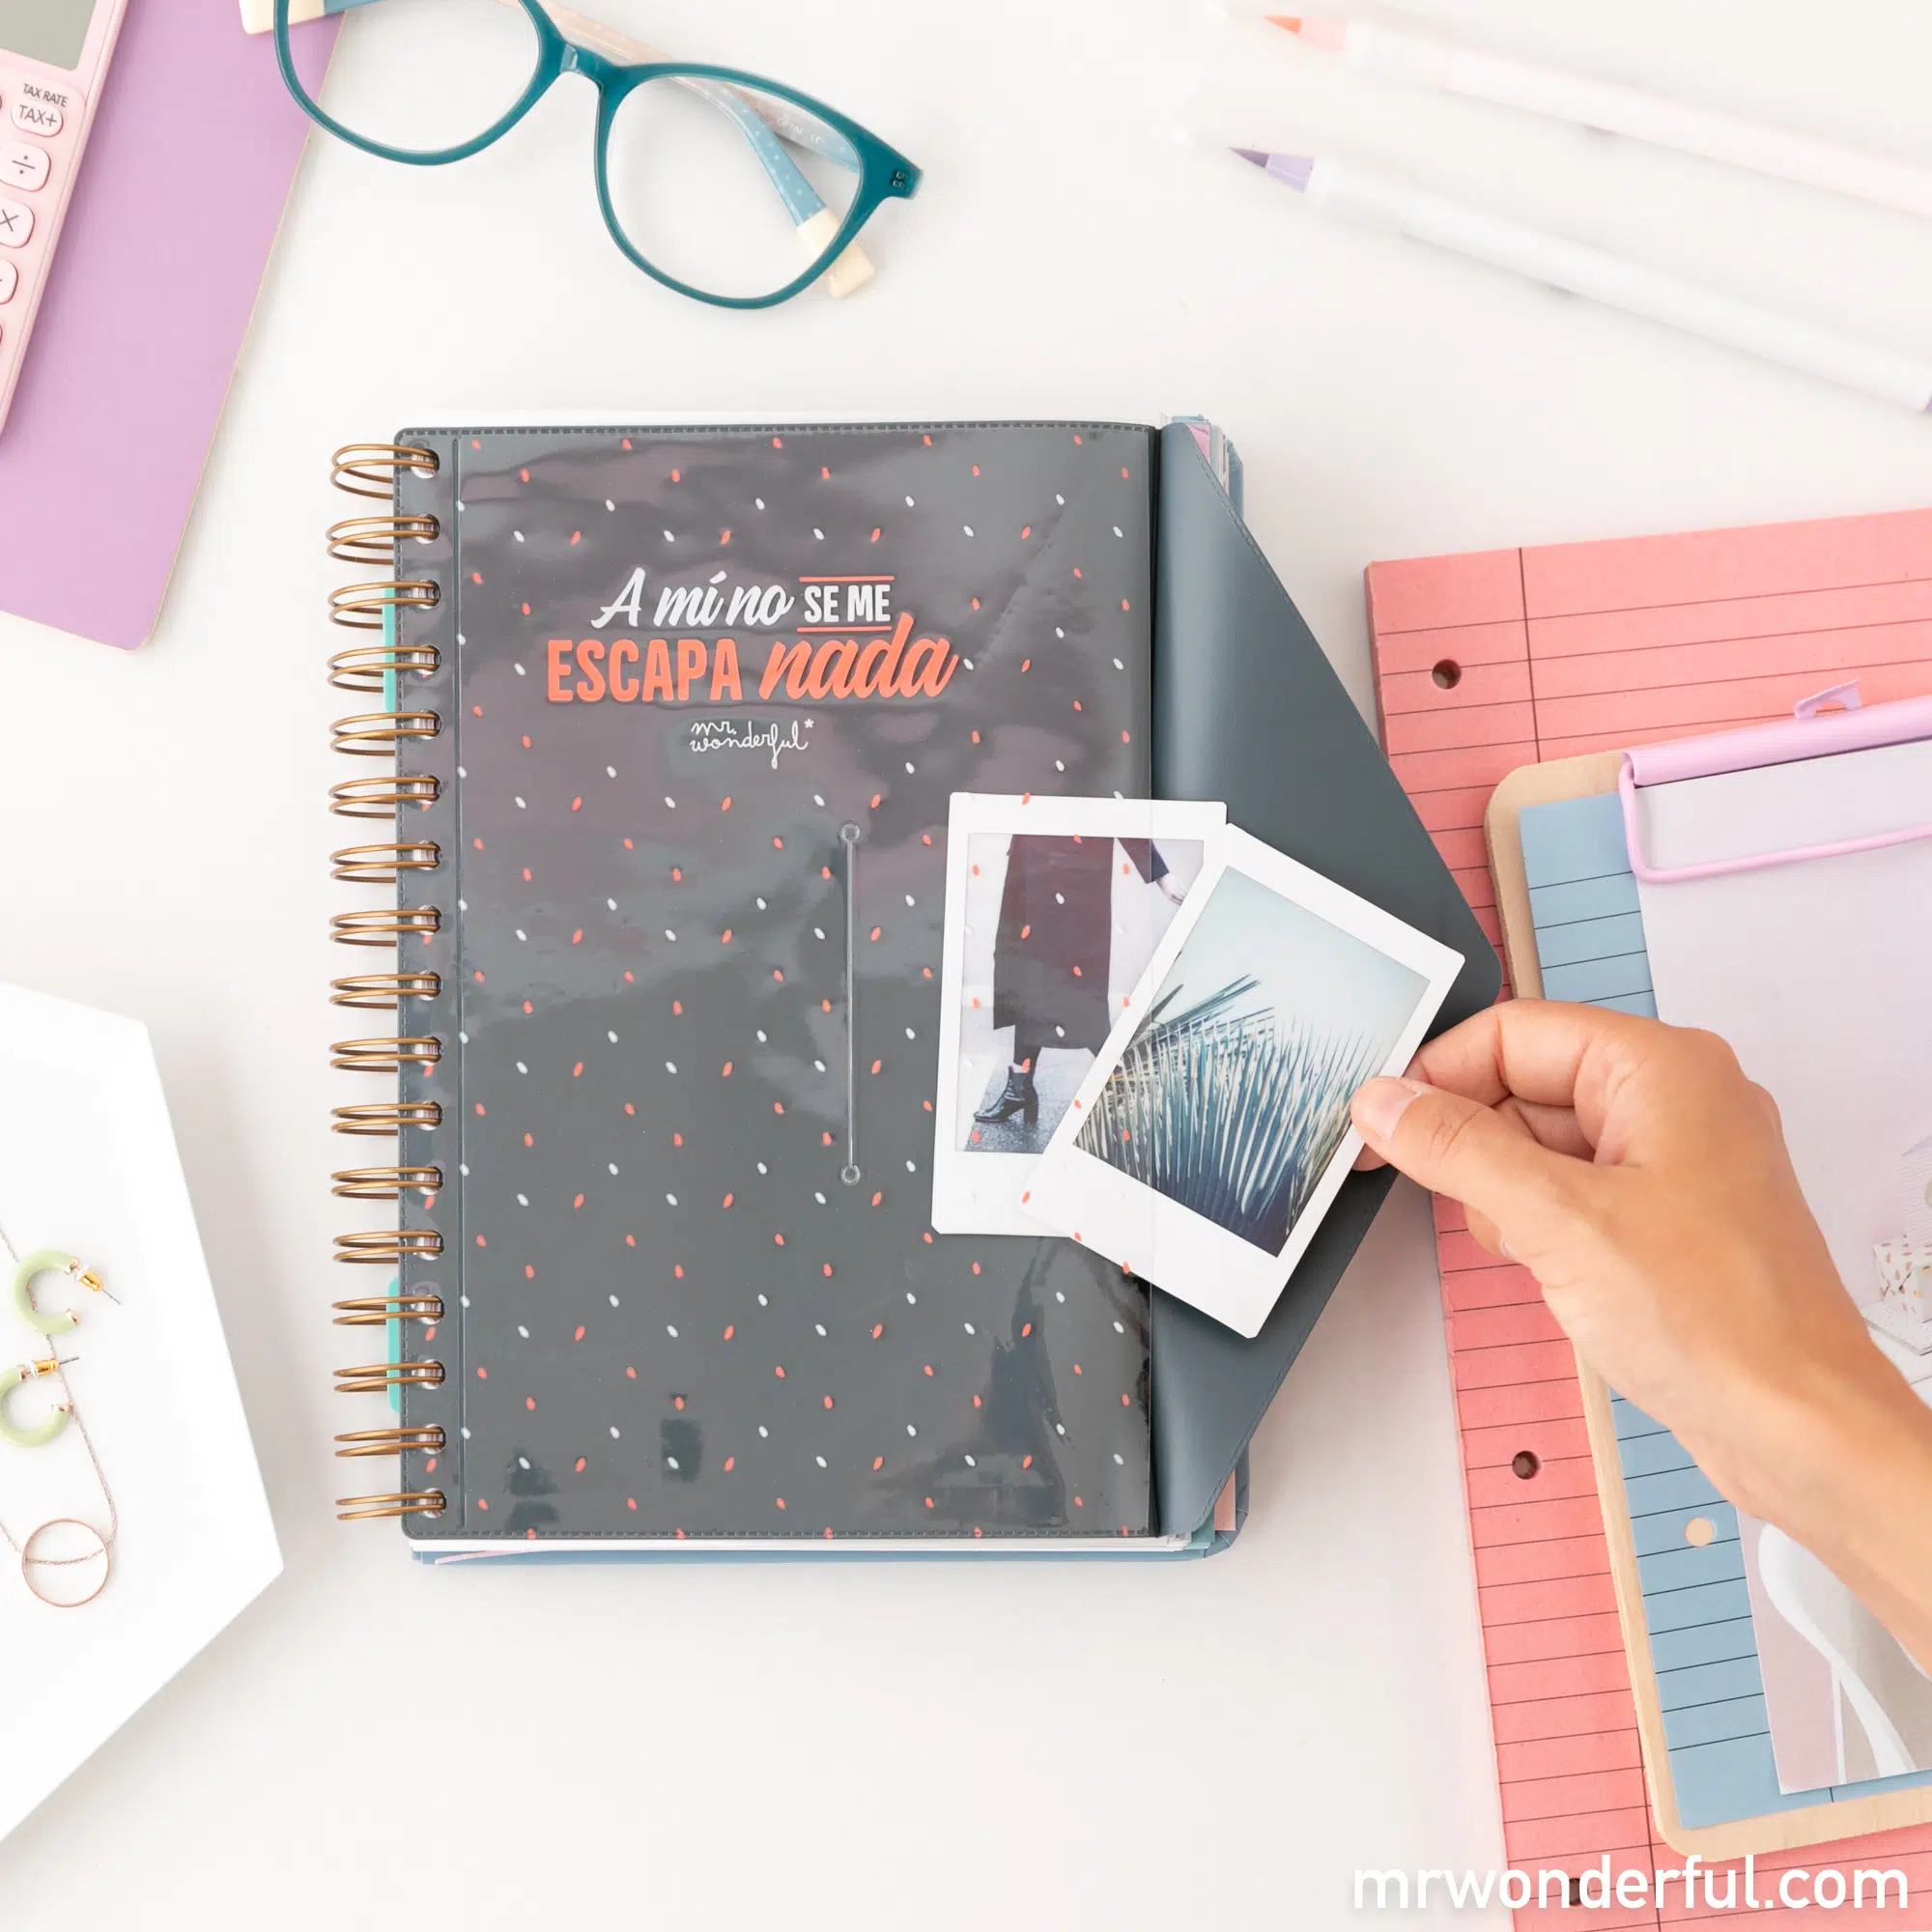 TAX RATE
TAX+
÷
×
A mí no SE ME
ESCAPA nada
mr.
wonderful*
mrwonderful.com